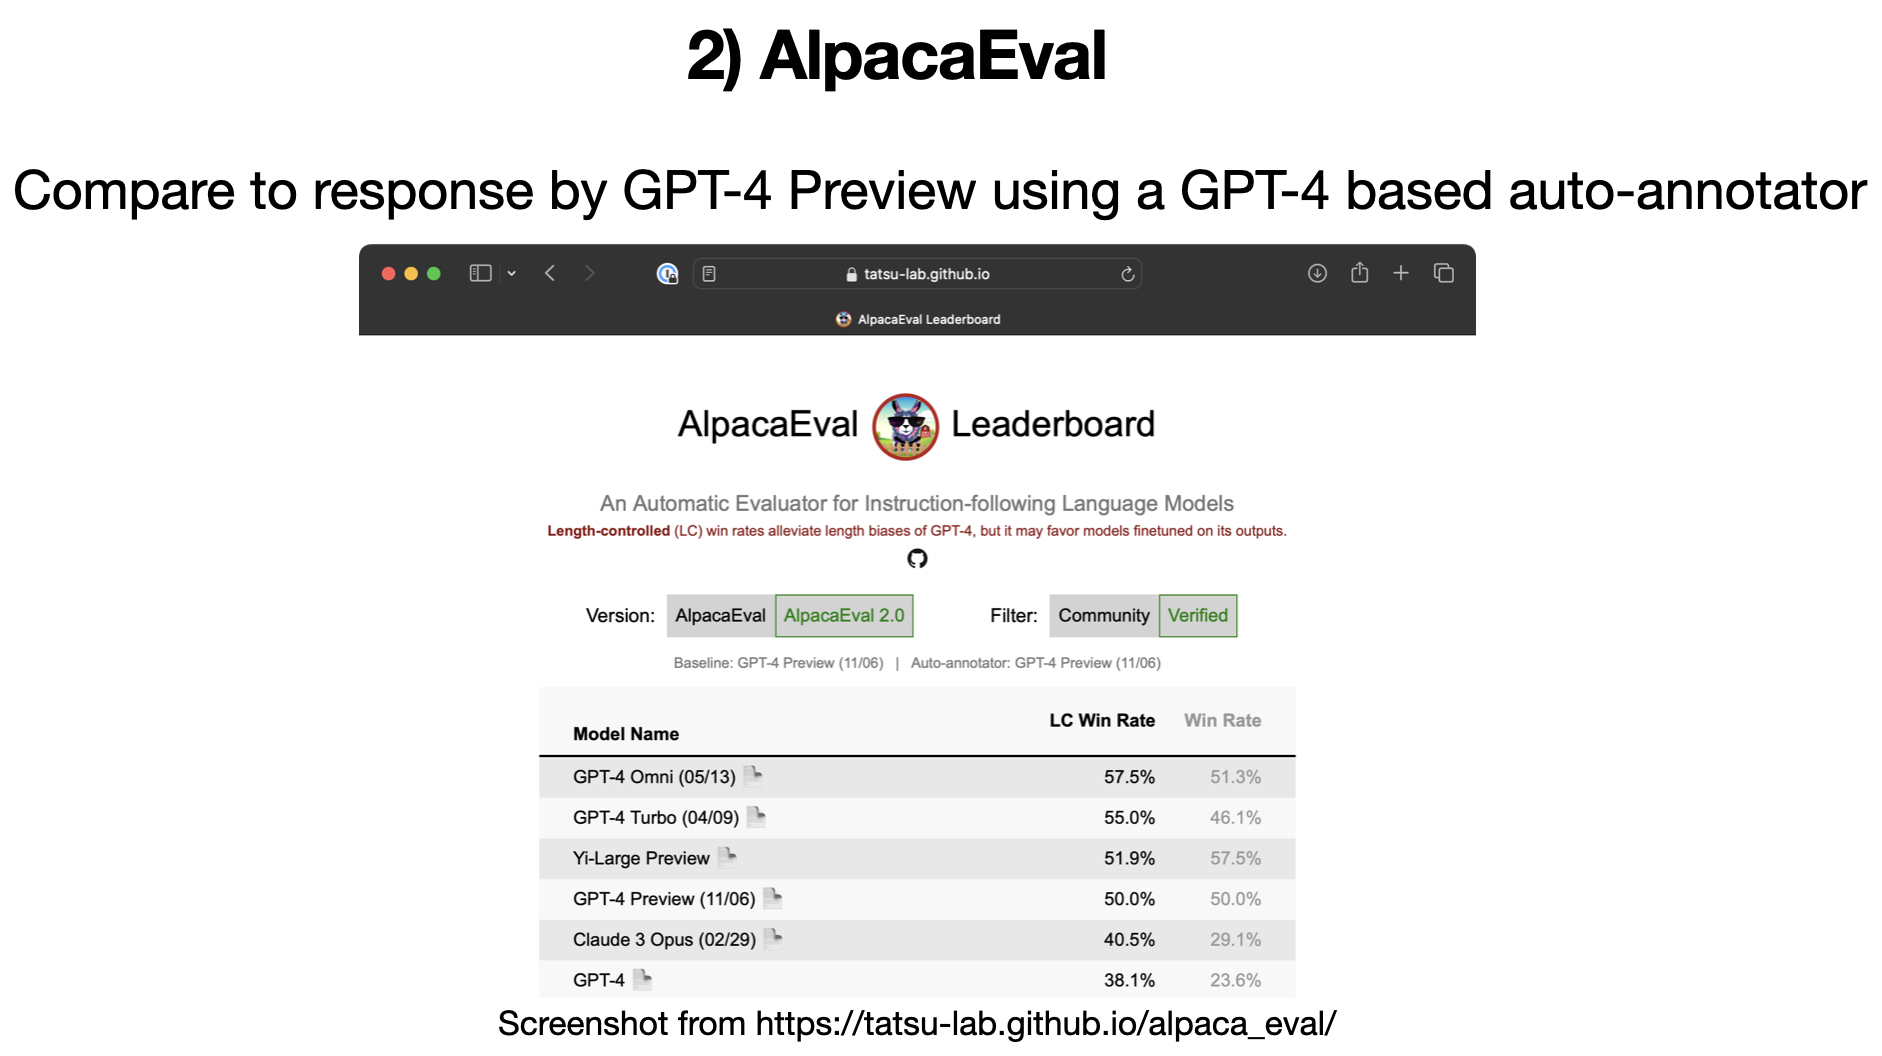 2) AlpacaEval
Compare to response by GPT-4 Preview using a GPT-4 based auto-annotator
tatsu-lab.github.io
AlpacaEval Leaderboard
AlpacaEval Leaderboard
An Automatic Evaluator for Instruction-following Language Models
Length-controlled (LC) win rates alleviate length biases of GPT-4, but it may favor models finetuned on its outputs.
Version: AlpacaEval AlpacaEval 2.0 Filter: Community Verified
Baseline: GPT-4 Preview (11/06) | Auto-annotator: GPT-4 Preview (11/06)
Model Name LC Win Rate Win Rate
GPT-4 Omni (05/13) 57.5% 51.3%
GPT-4 Turbo (04/09) 55.0% 46.1%
Yi-Large Preview 51.9% 57.5%
GPT-4 Preview (11/06) 50.0% 50.0%
Claude 3 Opus (02/29) 40.5% 29.1%
GPT-4 38.1% 23.6%
Screenshot from https://tatsu-lab.github.io/alpaca_eval/